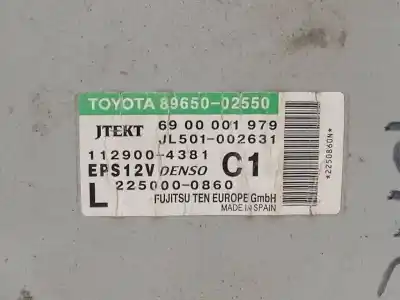 TOYOTA 89650-02550
JTEKT 69 00 001 979
JL501-002631
112900-4381 C1
EPS12V DENSO
L 225000-0860
FUJITSU TEN EUROPE GmbH
MADE IN SPAIN
*2250860N*